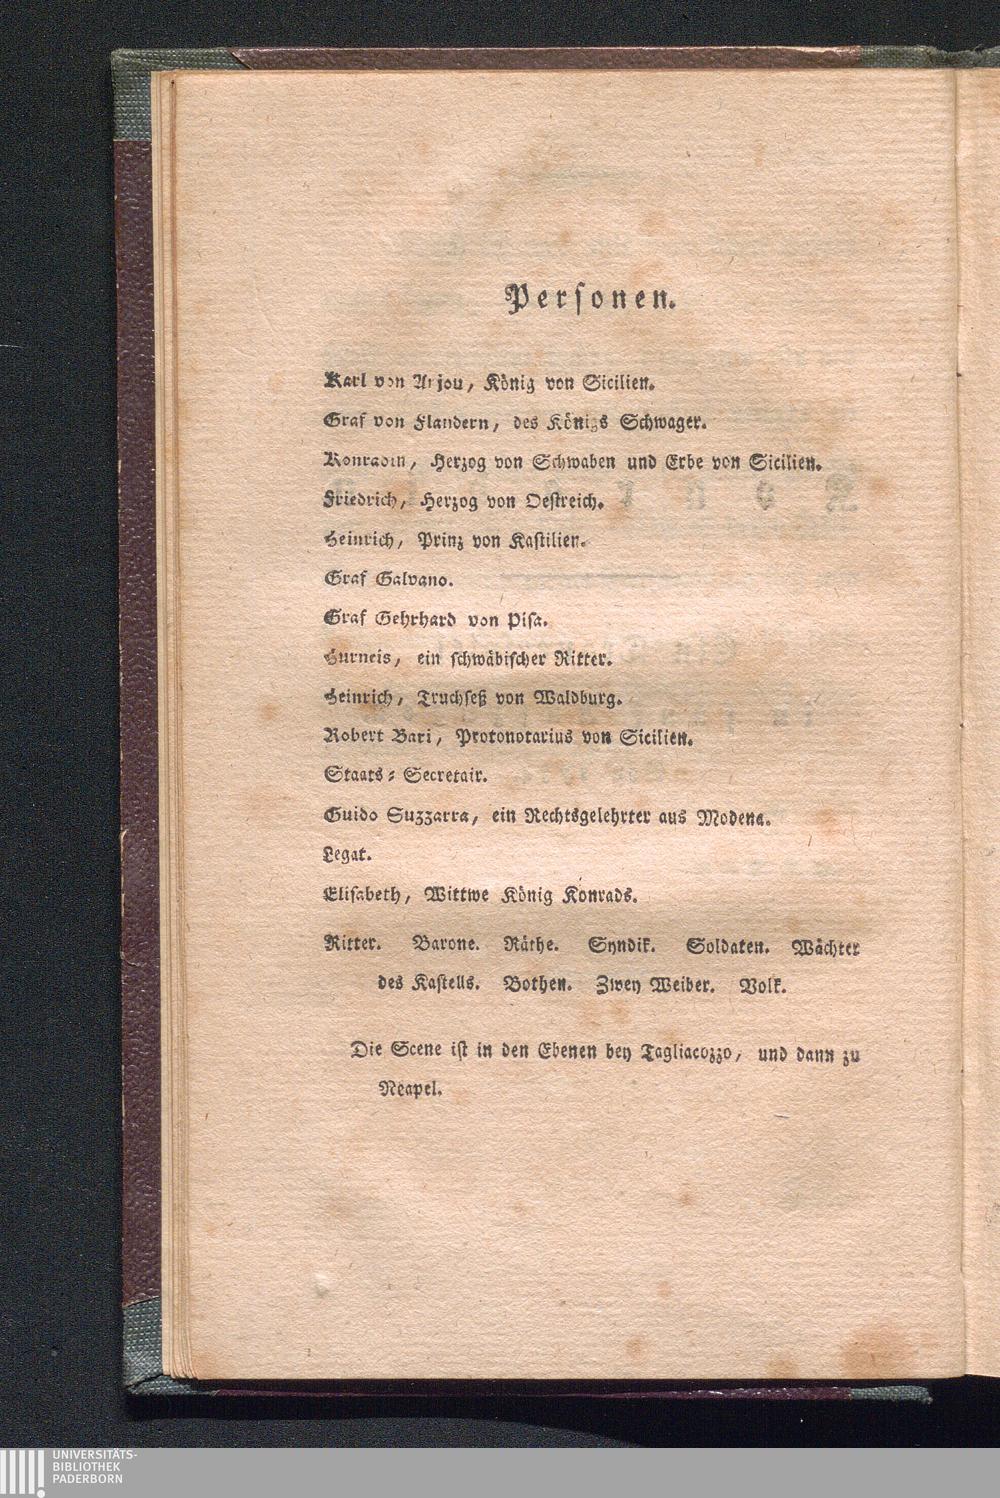 Perſonen.
Karl von Anjou, König von Sicilien.
Graf von Flandern, des Königs Schwager.
Konradin, Herzog von Schwaben und Erbe von Sicilien.
Friedrich, Herzog von Oeſtreich.
Heinrich, Prinz von Kaſtilien.
Graf Galvano.
Graf Gehrhard von Piſa.
Hurneis, ein ſchwäbiſcher Ritter.
Heinrich, Truchſeß von Waldburg.
Robert Bari, Protonotarius von Sicilien.
Staats⸗Secretair.
Guido Suzzarra, ein Rechtsgelehrter aus Modena.
Legat.
Eliſabeth, Wittwe König Konrads.
Ritter. Barone. Räthe. Syndik. Soldaten. Wächter
des Kaſtells. Bothen. Zwey Weiber. Volk.
Die Scene iſt in den Ebenen bey Tagliacozzo, und dann zu
Neapel.
UNIVERSITÄTS-
BIBLIOTHEK
PADERBORN